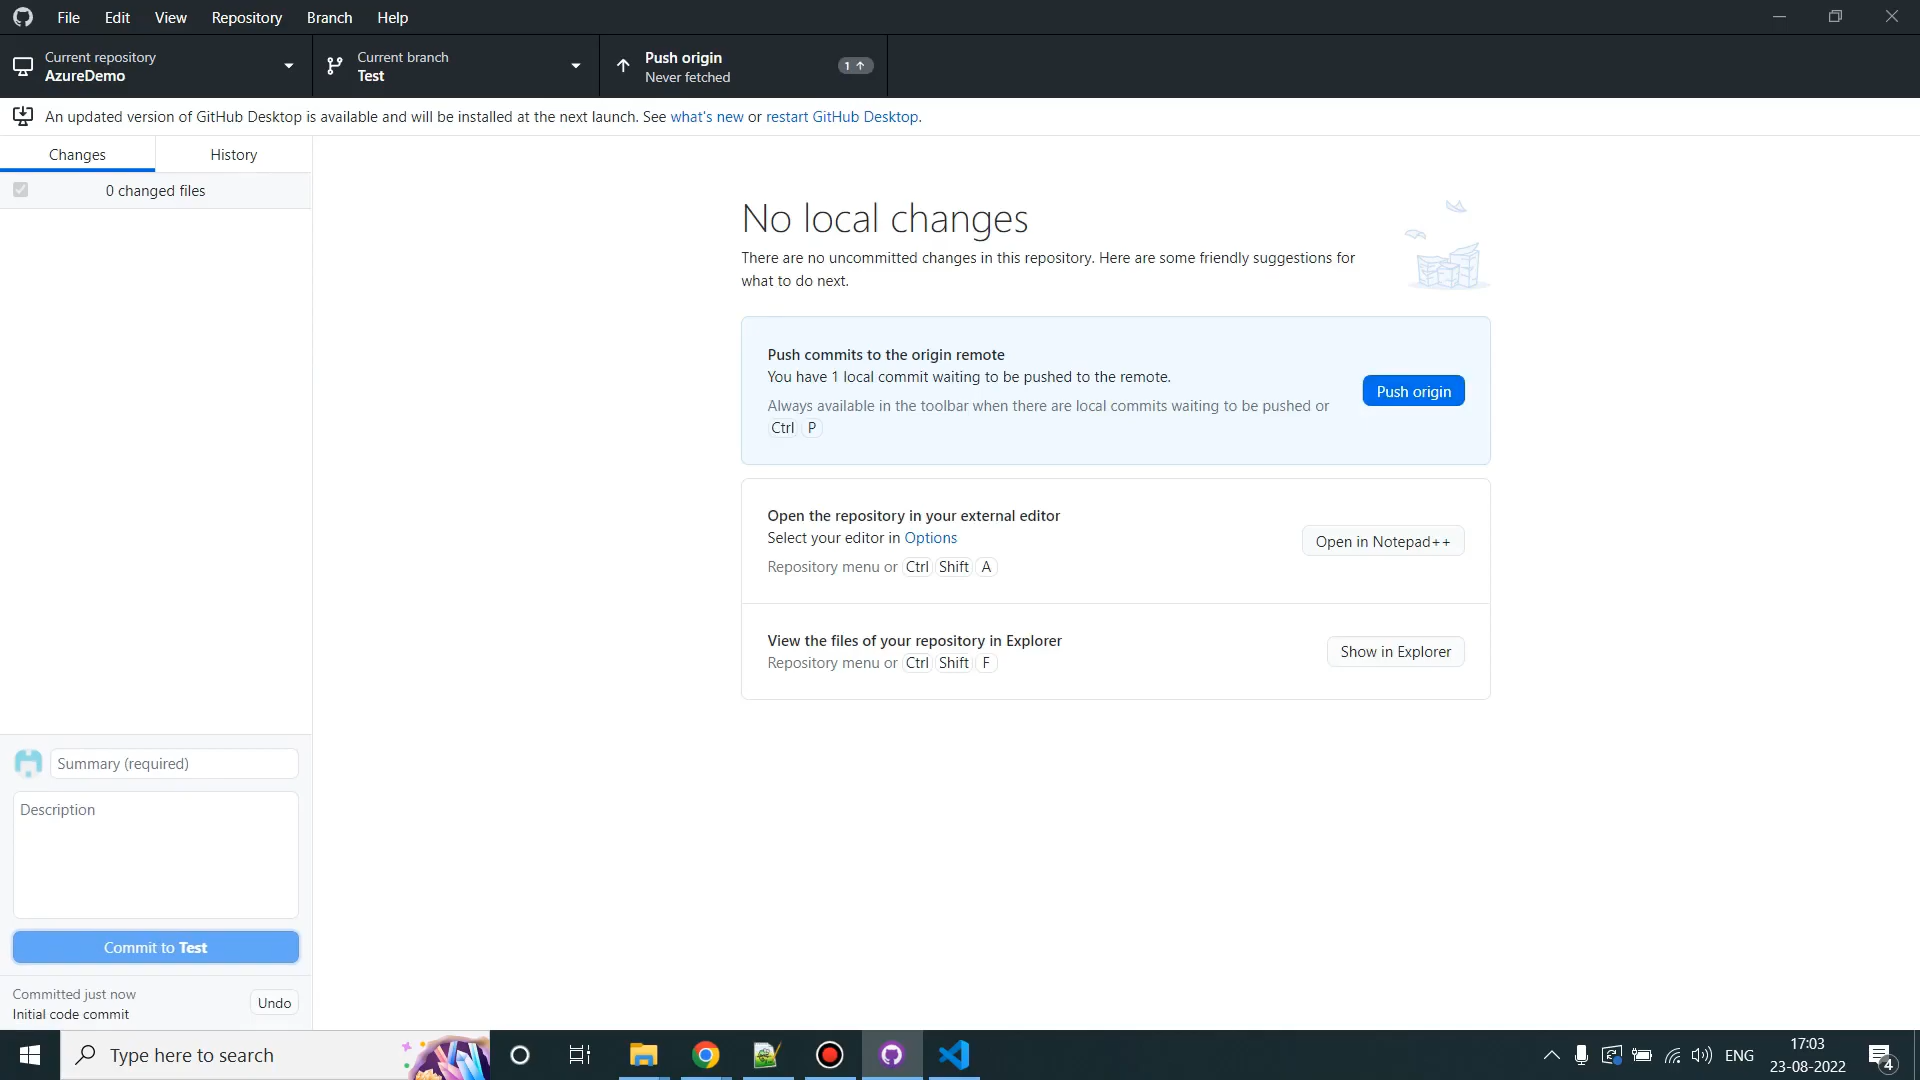 File Edit View Repository Branch Help
Current repository
AzureDemo
Current branch
Test
Push origin
Never fetched
1
An updated version of GitHub Desktop is available and will be installed at the next launch. See what's new or restart GitHub Desktop.
Changes
History
0 changed files
No local changes
There are no uncommitted changes in this repository. Here are some friendly suggestions for
what to do next.
Push commits to the origin remote
You have 1 local commit waiting to be pushed to the remote.
Always available in the toolbar when there are local commits waiting to be pushed or
Ctrl P
Push origin
Open the repository in your external editor
Select your editor in Options
Repository menu or Ctrl Shift A
Open in Notepad++
View the files of your repository in Explorer
Repository menu or Ctrl Shift F
Show in Explorer
Summary (required)
Description
Commit to Test
Committed just now
Initial code commit
Undo
Type here to search
ENG
17:03
23-08-2022
4